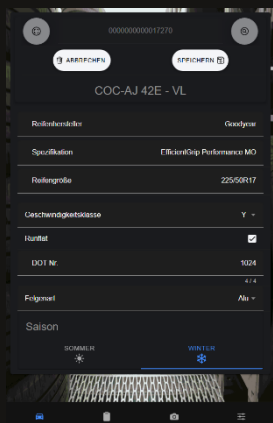 0000000000017270
ABBRECHEN
SPEICHERN
COC-AJ 42E - VL
Reifenhersteller
Goodyear
Spezifikation
EfficientGrip Performance MO
Reifengröße
225/50R17
Geschwindigkeitsklasse
Y
Runflat
DOT Nr.
1024
4 / 4
Felgenart
Alu
Saison
SOMMER
WINTER